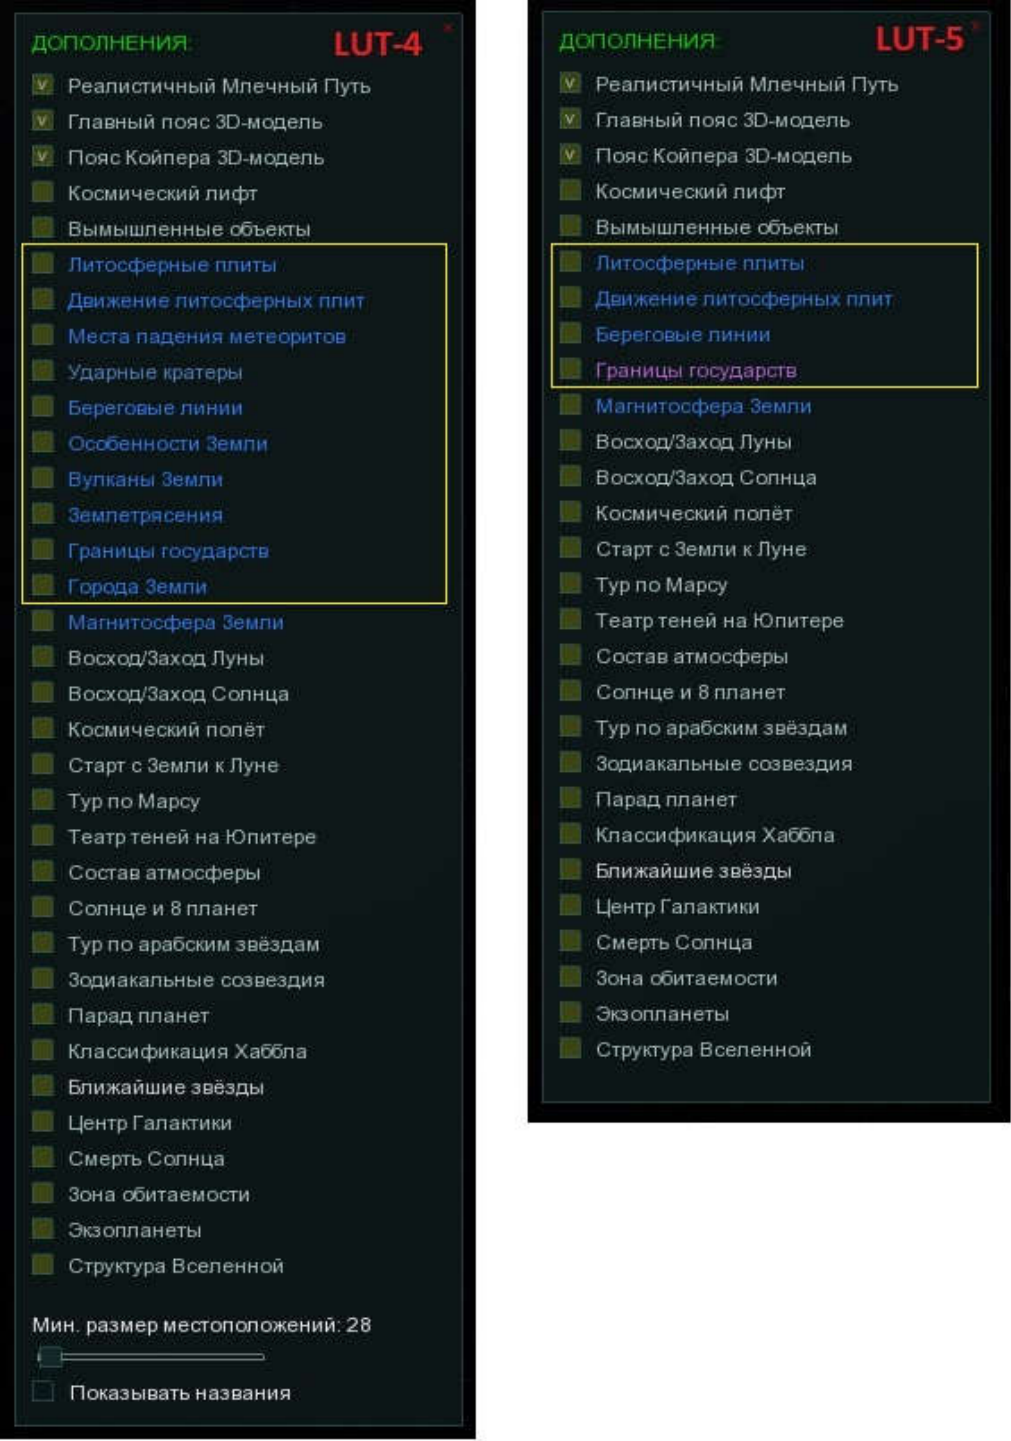 ДОПОЛНЕНИЯ: LUT-4
v Реалистичный Млечный Путь
v Главный пояс 3D-модель
v Пояс Койпера 3D-модель
Космический лифт
Вымышленные объекты
Литосферные плиты
Движение литосферных плит
Места падения метеоритов
Ударные кратеры
Береговые линии
Особенности Земли
Вулканы Земли
Землетрясения
Границы государств
Города Земли
Магнитосфера Земли
Восход/Заход Луны
Восход/Заход Солнца
Космический полёт
Старт с Земли к Луне
Тур по Марсу
Театр теней на Юпитере
Состав атмосферы
Солнце и 8 планет
Тур по арабским звёздам
Зодиакальные созвездия
Парад планет
Классификация Хаббла
Ближайшие звёзды
Центр Галактики
Смерть Солнца
Зона обитаемости
Экзопланеты
Структура Вселенной
Мин. размер местоположений: 28
Показывать названия
ДОПОЛНЕНИЯ: LUT-5
v Реалистичный Млечный Путь
v Главный пояс 3D-модель
v Пояс Койпера 3D-модель
Космический лифт
Вымышленные объекты
Литосферные плиты
Движение литосферных плит
Береговые линии
Границы государств
Магнитосфера Земли
Восход/Заход Луны
Восход/Заход Солнца
Космический полёт
Старт с Земли к Луне
Тур по Марсу
Театр теней на Юпитере
Состав атмосферы
Солнце и 8 планет
Тур по арабским звёздам
Зодиакальные созвездия
Парад планет
Классификация Хаббла
Ближайшие звёзды
Центр Галактики
Смерть Солнца
Зона обитаемости
Экзопланеты
Структура Вселенной